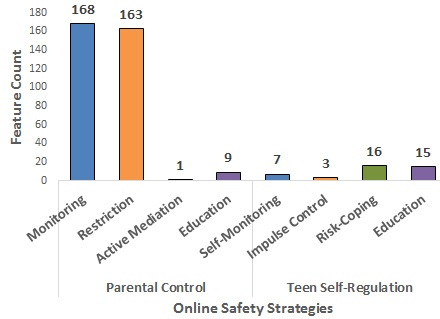 Feature Count
180
160
140
120
100
80
60
40
20
0
168
163
1
9
7
3
16
15
Monitoring
Restriction
Active Mediation
Education
Self-Monitoring
Impulse Control
Risk-Coping
Education
Parental Control
Teen Self-Regulation
Online Safety Strategies